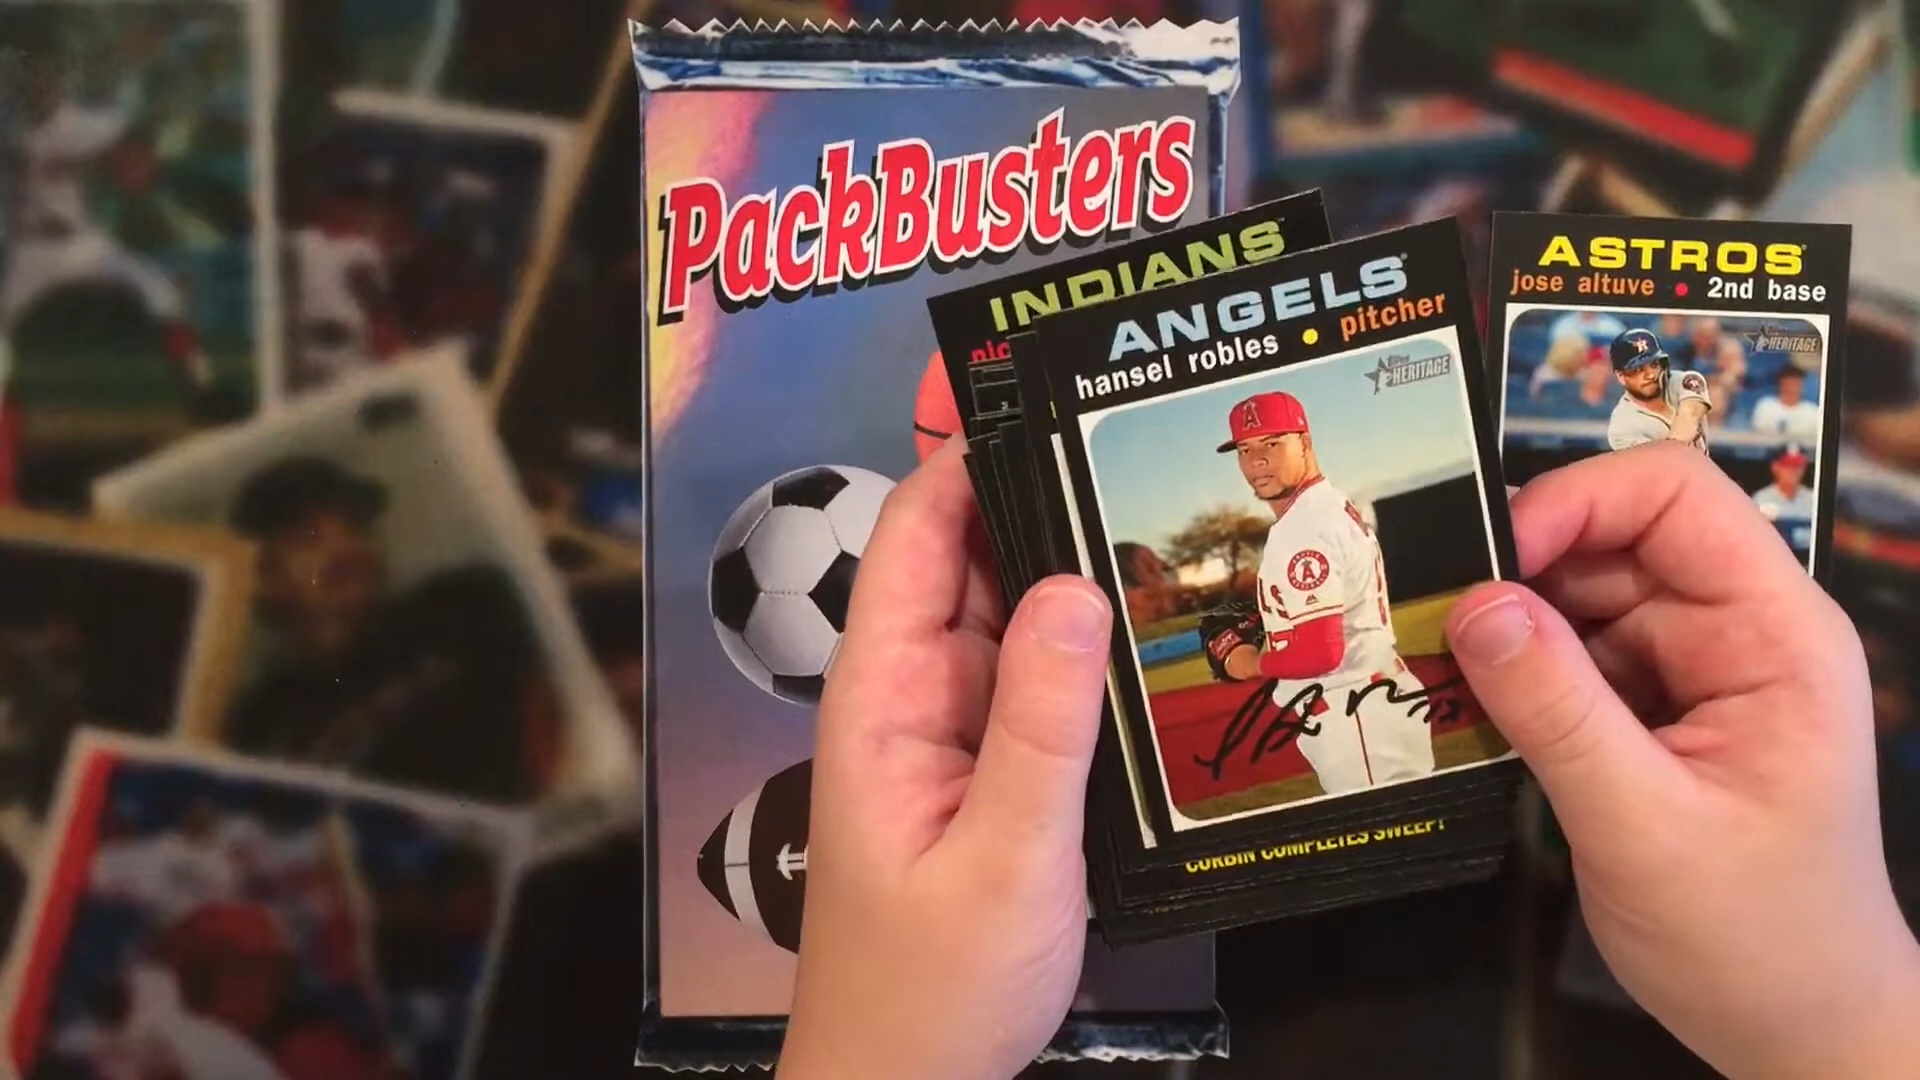 PackBusters
INDIANS
ANGELS
hansel robles • pitcher
Topps
HERITAGE
CORBIN COMPLETES SWEEP!
ASTROS
jose altuve • 2nd base
Topps
HERITAGE